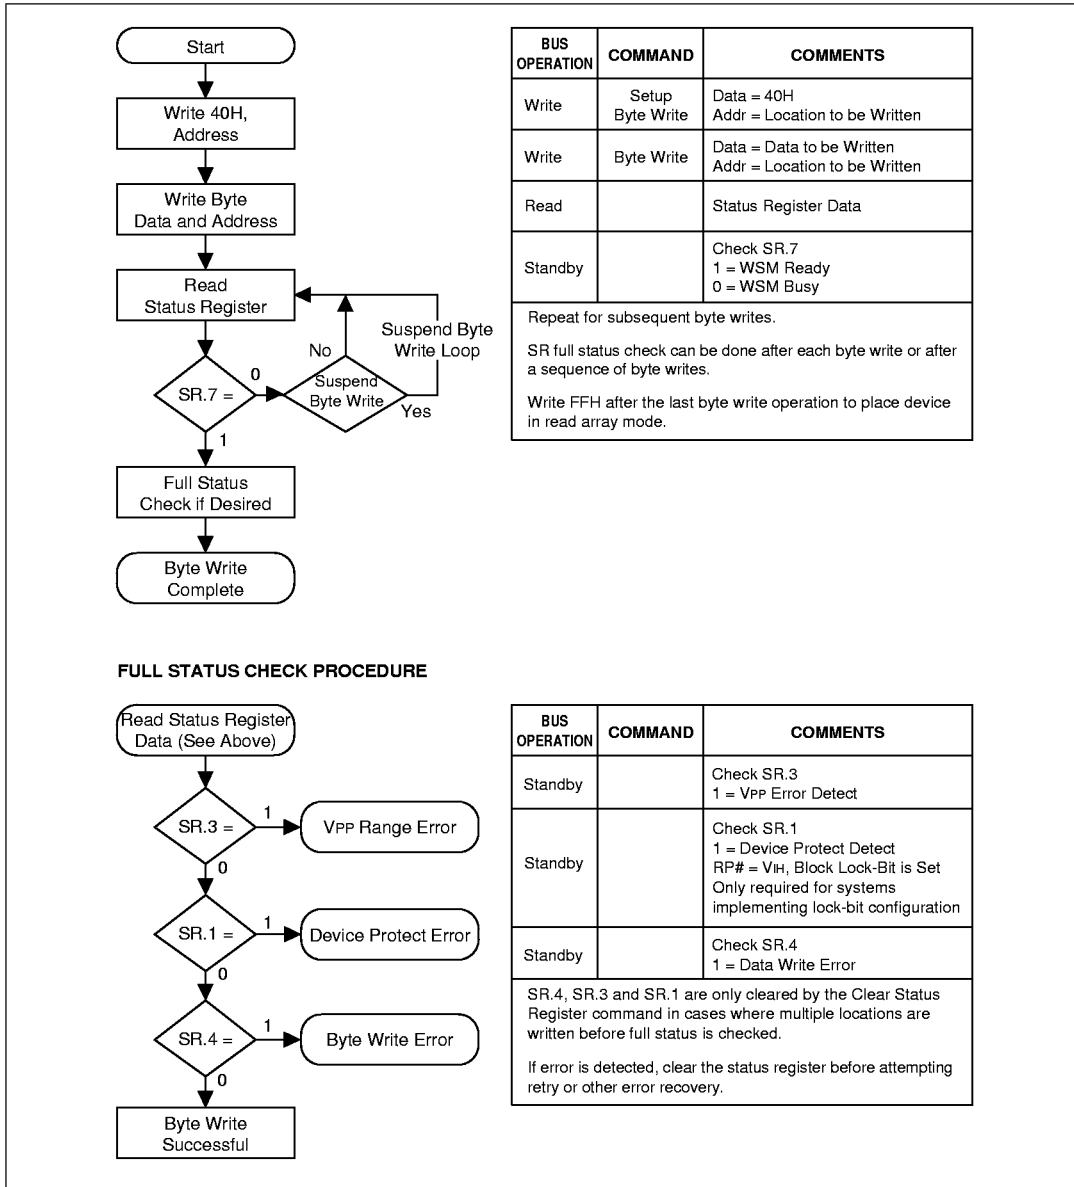 Start
Write 40H,
Address
Write Byte
Data and Address
Read
Status Register
Suspend Byte
Write Loop
No
SR.7 =
0
Suspend
Byte Write
Yes
1
Full Status
Check if Desired
Byte Write
Complete
BUS
OPERATION
COMMAND
COMMENTS
Write
Setup
Byte Write
Data = 40H
Addr = Location to be Written
Write
Byte Write
Data = Data to be Written
Addr = Location to be Written
Read
Status Register Data
Standby
Check SR.7
1 = WSM Ready
0 = WSM Busy
Repeat for subsequent byte writes.
SR full status check can be done after each byte write or after
a sequence of byte writes.
Write FFH after the last byte write operation to place device
in read array mode.
FULL STATUS CHECK PROCEDURE
Read Status Register
Data (See Above)
SR.3 =
1
VPP Range Error
0
SR.1 =
1
Device Protect Error
0
SR.4 =
1
Byte Write Error
0
Byte Write
Successful
BUS
OPERATION
COMMAND
COMMENTS
Standby
Check SR.3
1 = VPP Error Detect
Standby
Check SR.1
1 = Device Protect Detect
RP# = VIH, Block Lock-Bit is Set
Only required for systems
implementing lock-bit configuration
Standby
Check SR.4
1 = Data Write Error
SR.4, SR.3 and SR.1 are only cleared by the Clear Status
Register command in cases where multiple locations are
written before full status is checked.
If error is detected, clear the status register before attempting
retry or other error recovery.